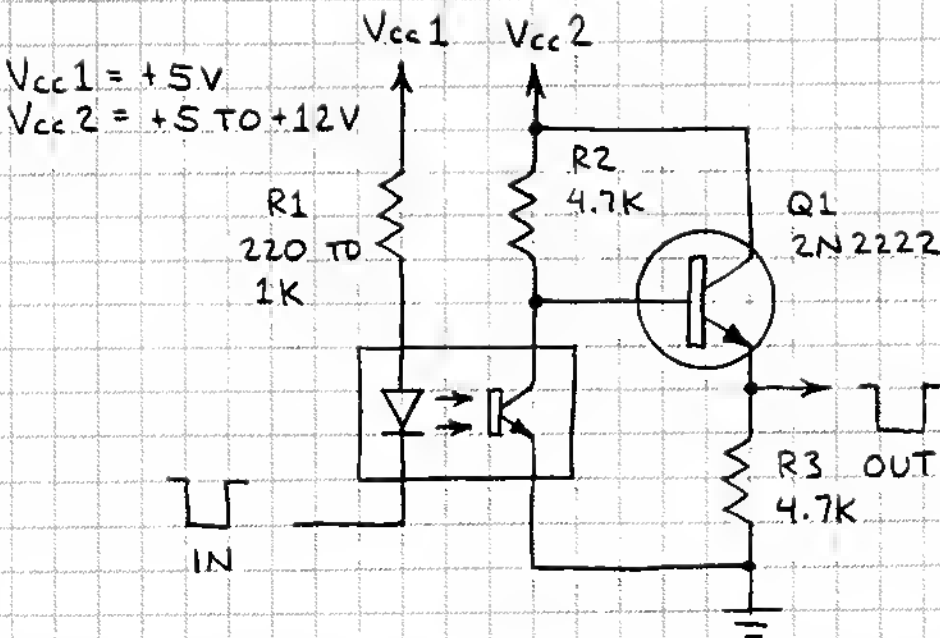 Vcc 1
Vcc 2
Vcc 1 = +5V
Vcc 2 = +5 TO +12V
R1
220 TO
1K
R2
4.7K
Q1
2N2222
IN
R3
4.7K
OUT